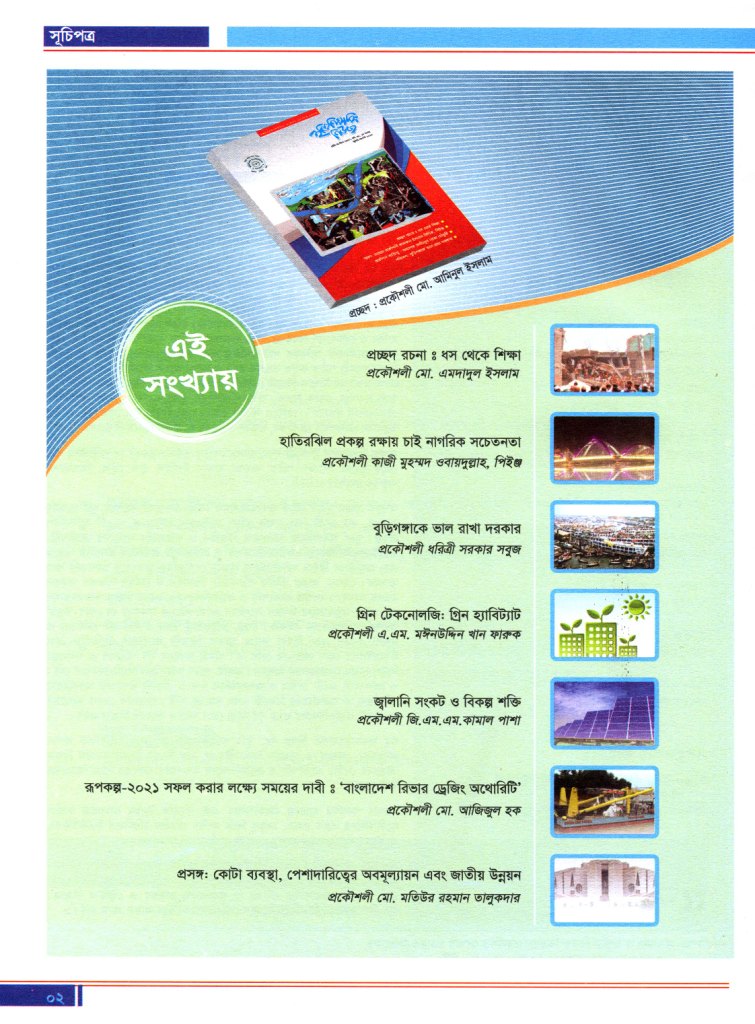 সূচিপত্র
প্রচ্ছদ : প্রকৌশলী মো. আমিনুল ইসলাম
এই
সংখ্যায়
প্রচ্ছদ রচনা ঃ ধস থেকে শিক্ষা
প্রকৌশলী মো. এমদাদুল ইসলাম
হাতিরঝিল প্রকল্প রক্ষায় চাই নাগরিক সচেতনতা
প্রকৌশলী কাজী মুহম্মদ ওবায়দুল্লাহ, পিইঞ্জ
বুড়িগঙ্গাকে ভাল রাখা দরকার
প্রকৌশলী ধরিত্রী সরকার সবুজ
গ্রিন টেকনোলজি: গ্রিন হ্যাবিট্যাট
প্রকৌশলী এ.এম. মঈনউদ্দিন খান ফারুক
জ্বালানি সংকট ও বিকল্প শক্তি
প্রকৌশলী জি.এম.এম.কামাল পাশা
রূপকল্প-২০২১ সফল করার লক্ষ্যে সময়ের দাবী ঃ ‘বাংলাদেশ রিভার ড্রেজিং অথোরিটি’
প্রকৌশলী মো. আজিজুল হক
প্রসঙ্গ: কোটা ব্যবস্থা, পেশাদারিত্বের অবমূল্যায়ন এবং জাতীয় উন্নয়ন
প্রকৌশলী মো. মতিউর রহমান তালুকদার
০২